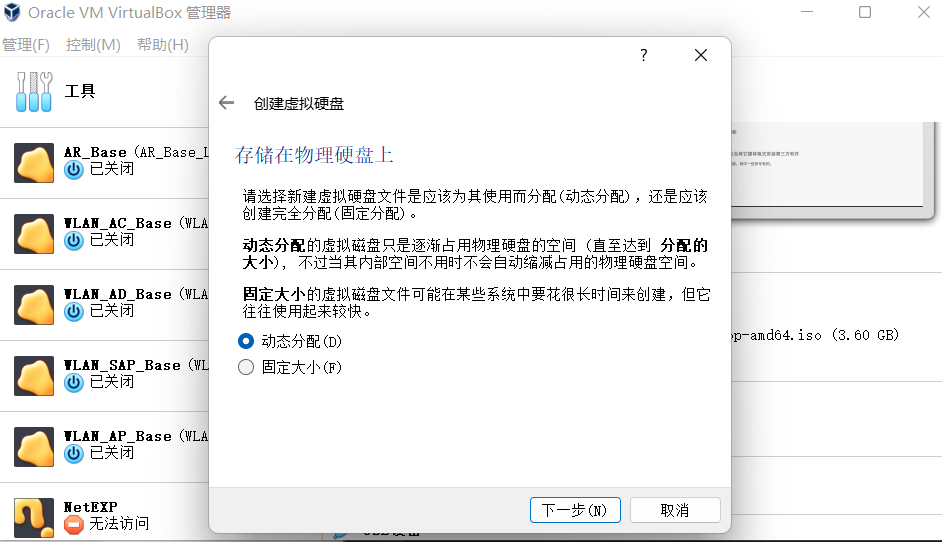 Oracle VM VirtualBox 管理器
管理(F) 控制(M) 帮助(H)
工具
AR_Base (AR_Base_L
已关闭
WLAN_AC_Base (WLA
已关闭
WLAN_AD_Base (WLA
已关闭
WLAN_SAP_Base (WL
已关闭
WLAN_AP_Base (WLA
已关闭
NetEXP
无法访问
?
创建虚拟硬盘
存储在物理硬盘上
请选择新建虚拟硬盘文件是应该为其使用而分配(动态分配)，还是应该
创建完全分配(固定分配)。
动态分配的虚拟磁盘只是逐渐占用物理硬盘的空间 (直至达到 分配的
大小)，不过当其内部空间不用时不会自动缩减占用的物理硬盘空间。
固定大小的虚拟磁盘文件可能在某些系统中要花很长时间来创建，但它
往往使用起来较快。
动态分配(D)
固定大小(F)
下一步(N)
取消
op-amd64.iso (3.60 GB)